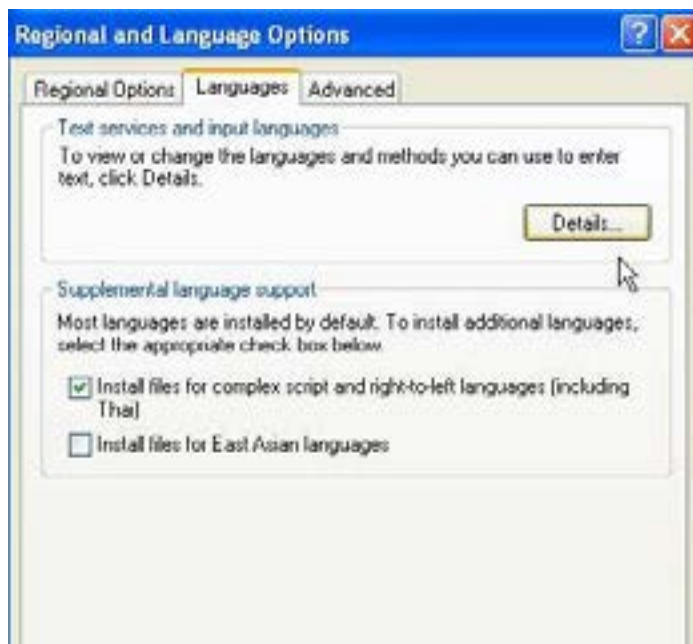 Regional and Language Options
Regional Options Languages Advanced
Text services and input languages
To view or change the languages and methods you can use to enter
text, click Details.
Details...
Supplemental language support
Most languages are installed by default. To install additional languages,
select the appropriate check box below.
Install files for complex script and right-to-left languages (including
Thai)
Install files for East Asian languages